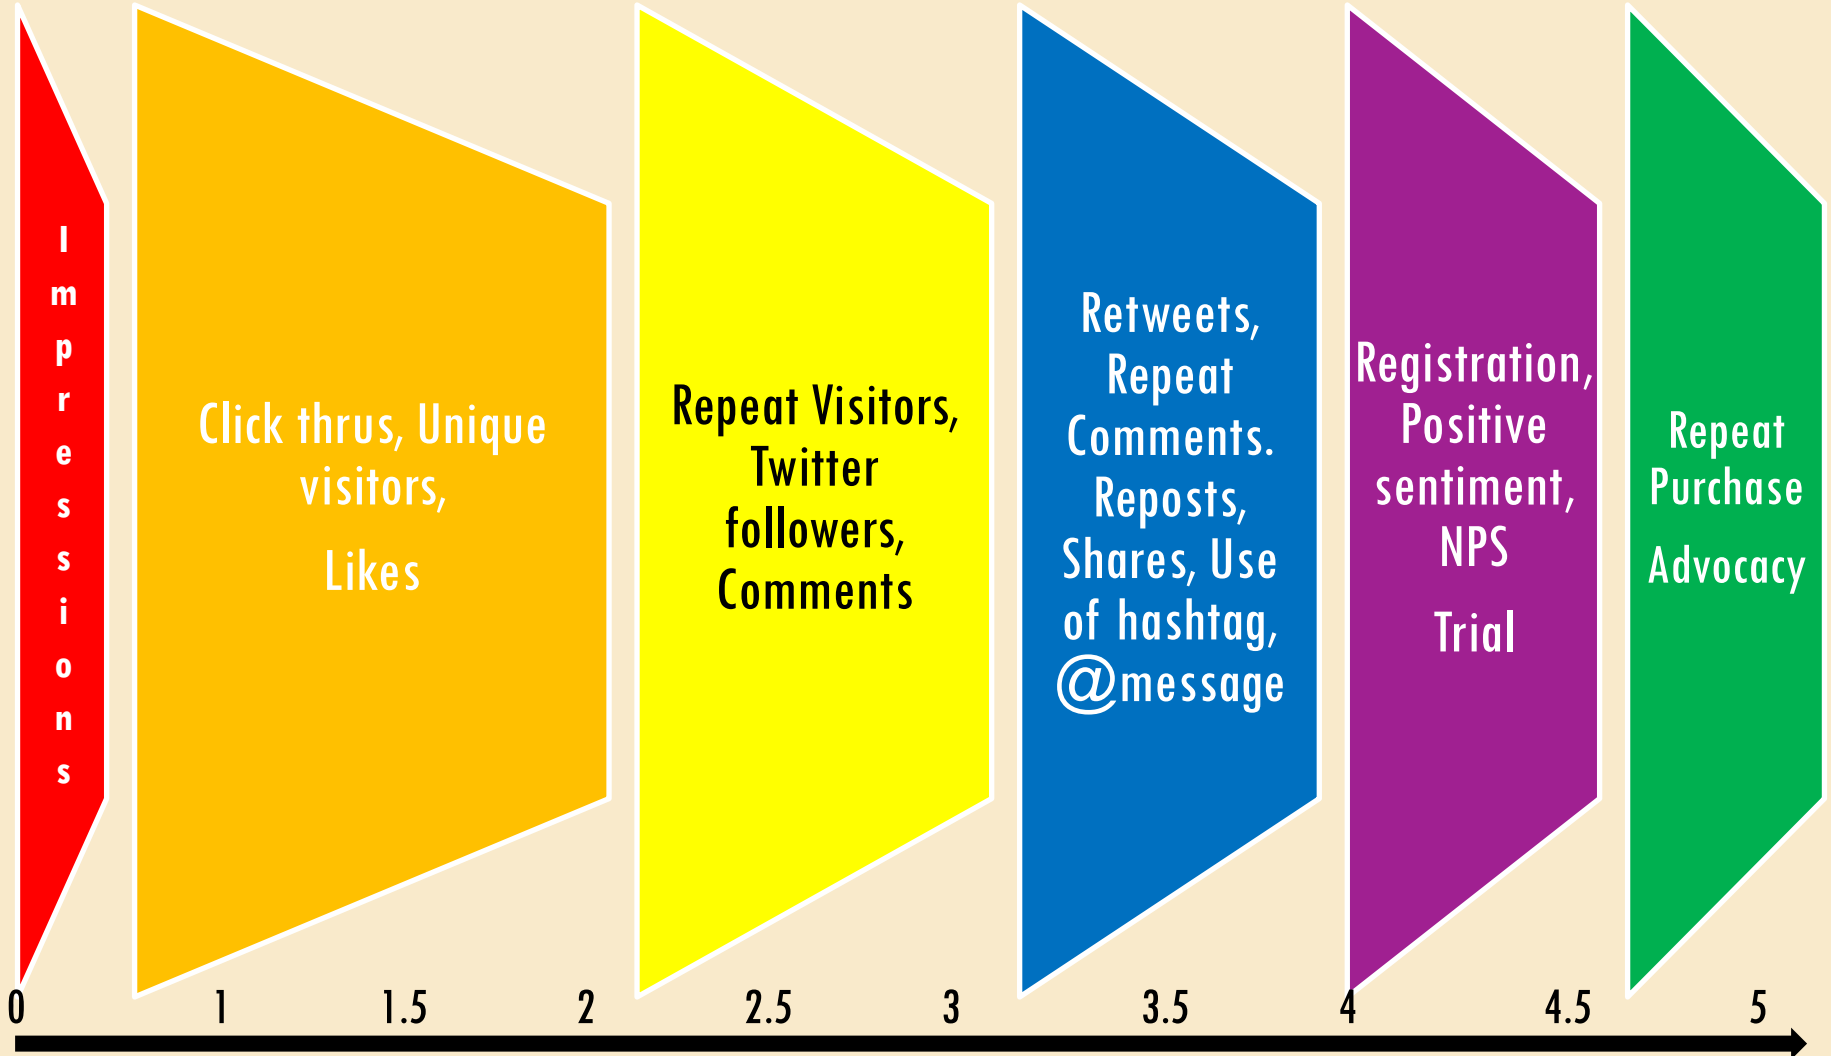 Impressions
Click thrus, Unique
visitors,
Likes
Repeat Visitors,
Twitter
followers,
Comments
Retweets,
Repeat
Comments.
Reposts,
Shares, Use
of hashtag,
@message
Registration,
Positive
sentiment,
NPS
Trial
Repeat
Purchase
Advocacy
0 1 1.5 2 2.5 3 3.5 4 4.5 5